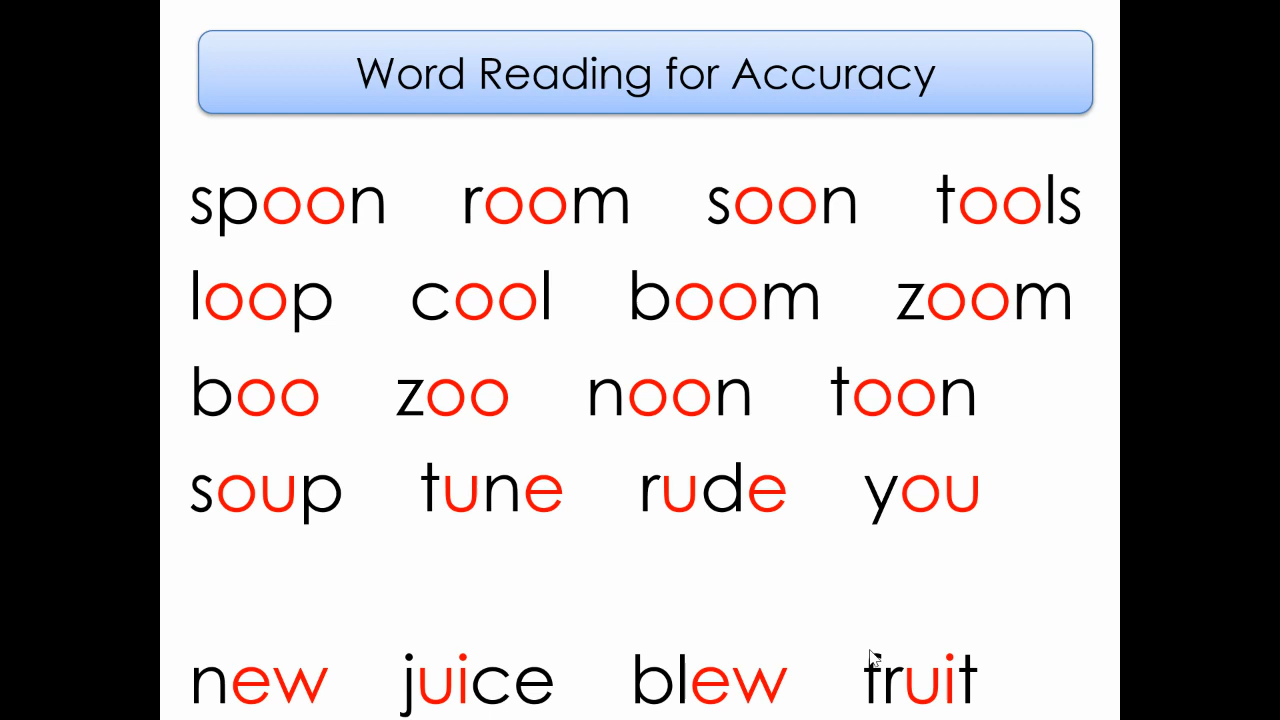 Word Reading for Accuracy
spoon room soon tools
loop cool boom zoom
boo zoo noon toon
soup tune rude you
new juice blew fruit